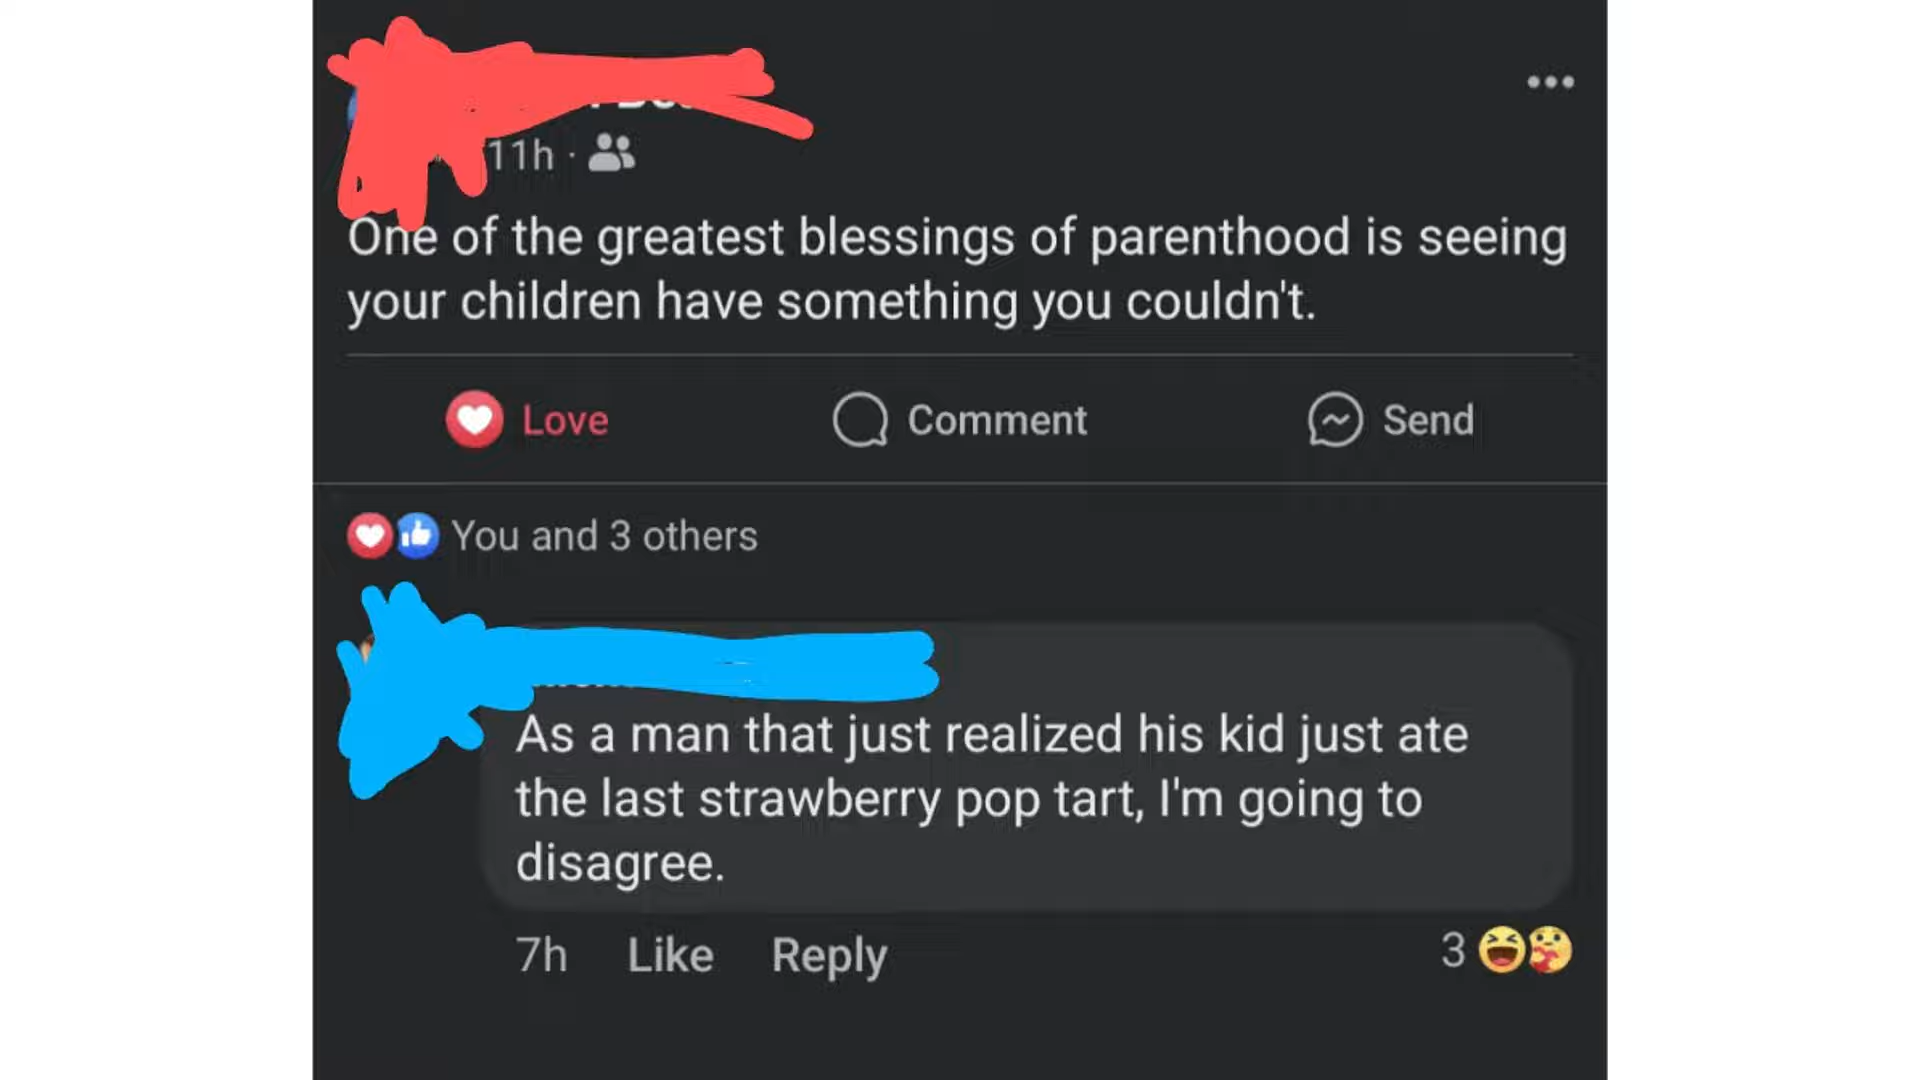 11h ·
One of the greatest blessings of parenthood is seeing
your children have something you couldn't.
Love Comment Send
You and 3 others
As a man that just realized his kid just ate
the last strawberry pop tart, I'm going to
disagree.
7h Like Reply 3